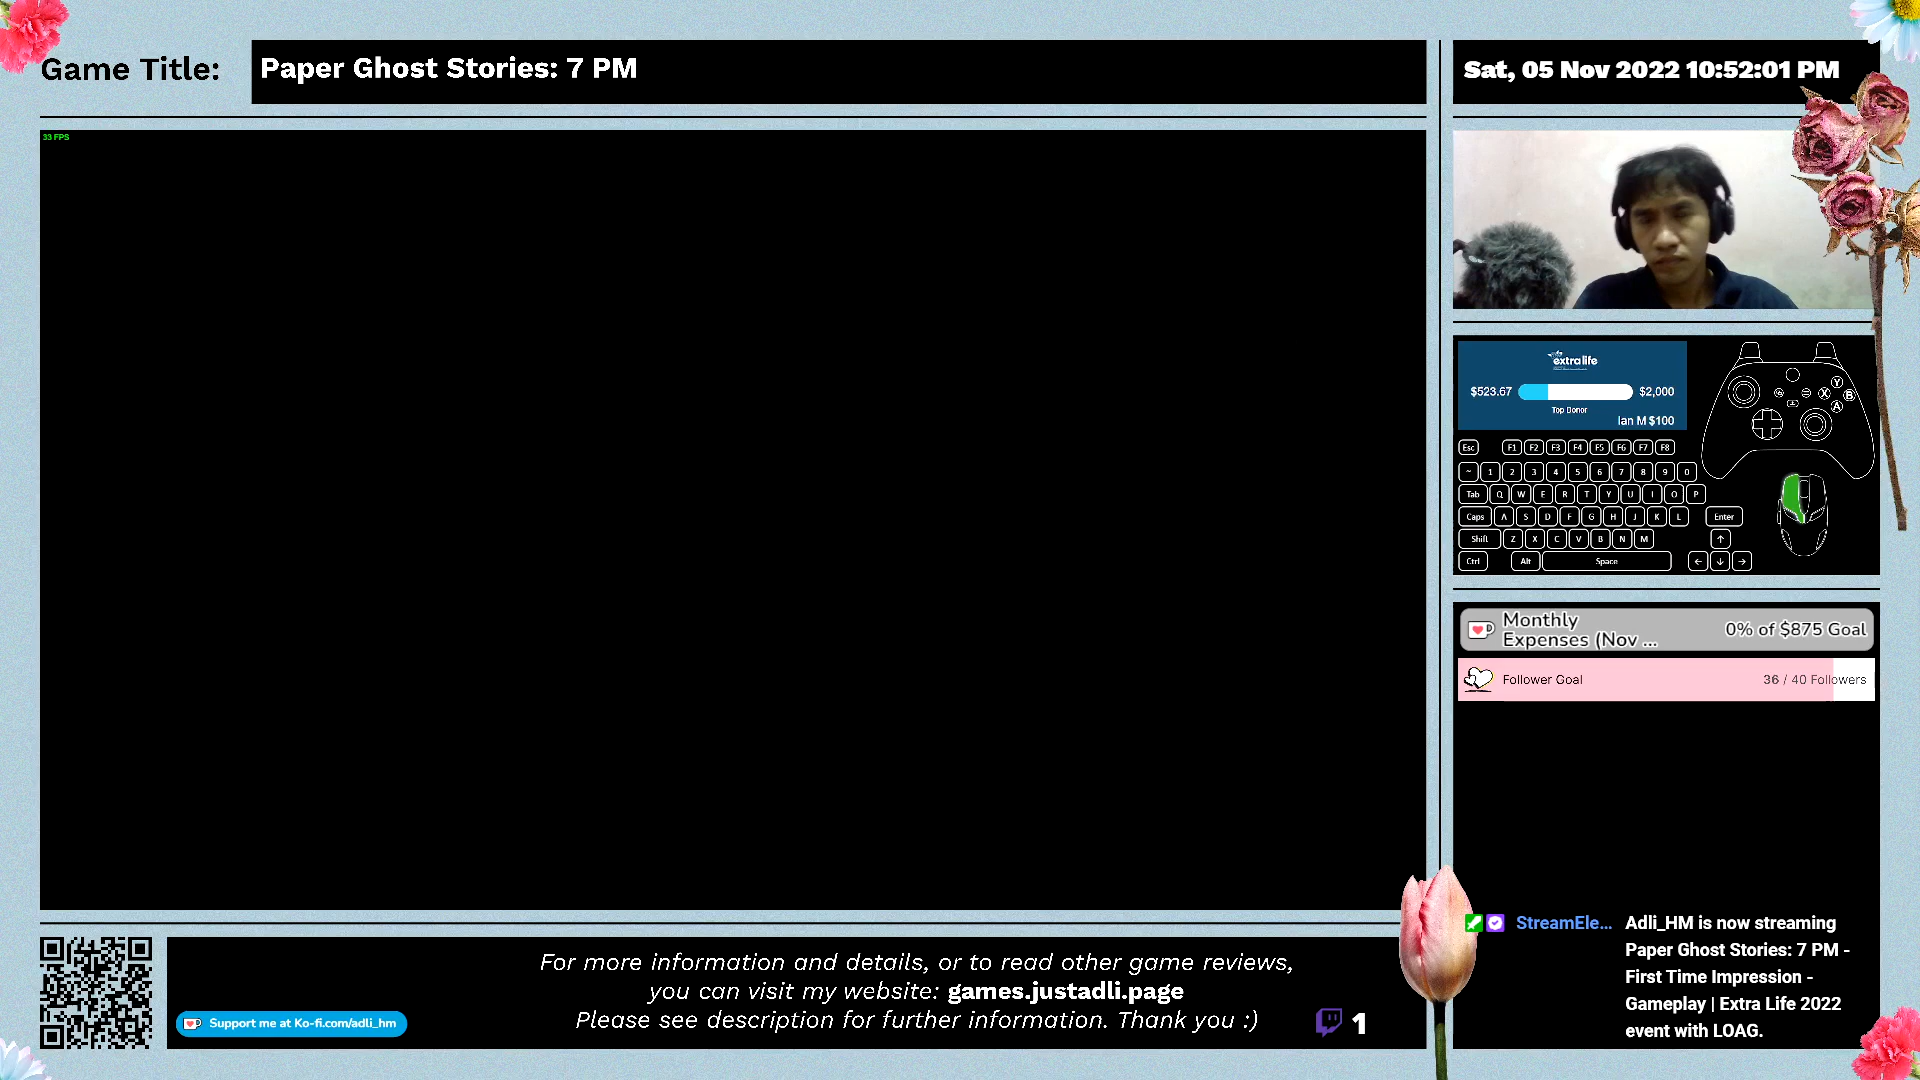 Game Title:
Paper Ghost Stories: 7 PM
Sat, 05 Nov 2022 10:52:01 PM
33 FPS
extralife
$523.67
$2,000
Top Donor
Ian M $100
Y
X
B
A
Esc F1 F2 F3 F4 F5 F6 F7 F8
~ 1 2 3 4 5 6 7 8 9 0
Tab Q W E R T Y U I O P
Caps A S D F G H J K L Enter
Shift Z X C V B N M ↑
Ctrl Alt Space ← ↓ →
Monthly
Expenses (Nov ...
0% of $875 Goal
Follower Goal
36 / 40 Followers
StreamEle...
Adli_HM is now streaming
Paper Ghost Stories: 7 PM -
First Time Impression -
Gameplay | Extra Life 2022
event with LOAG.
For more information and details, or to read other game reviews,
you can visit my website: games.justadli.page
Please see description for further information. Thank you :)
Support me at Ko-fi.com/adli_hm
1